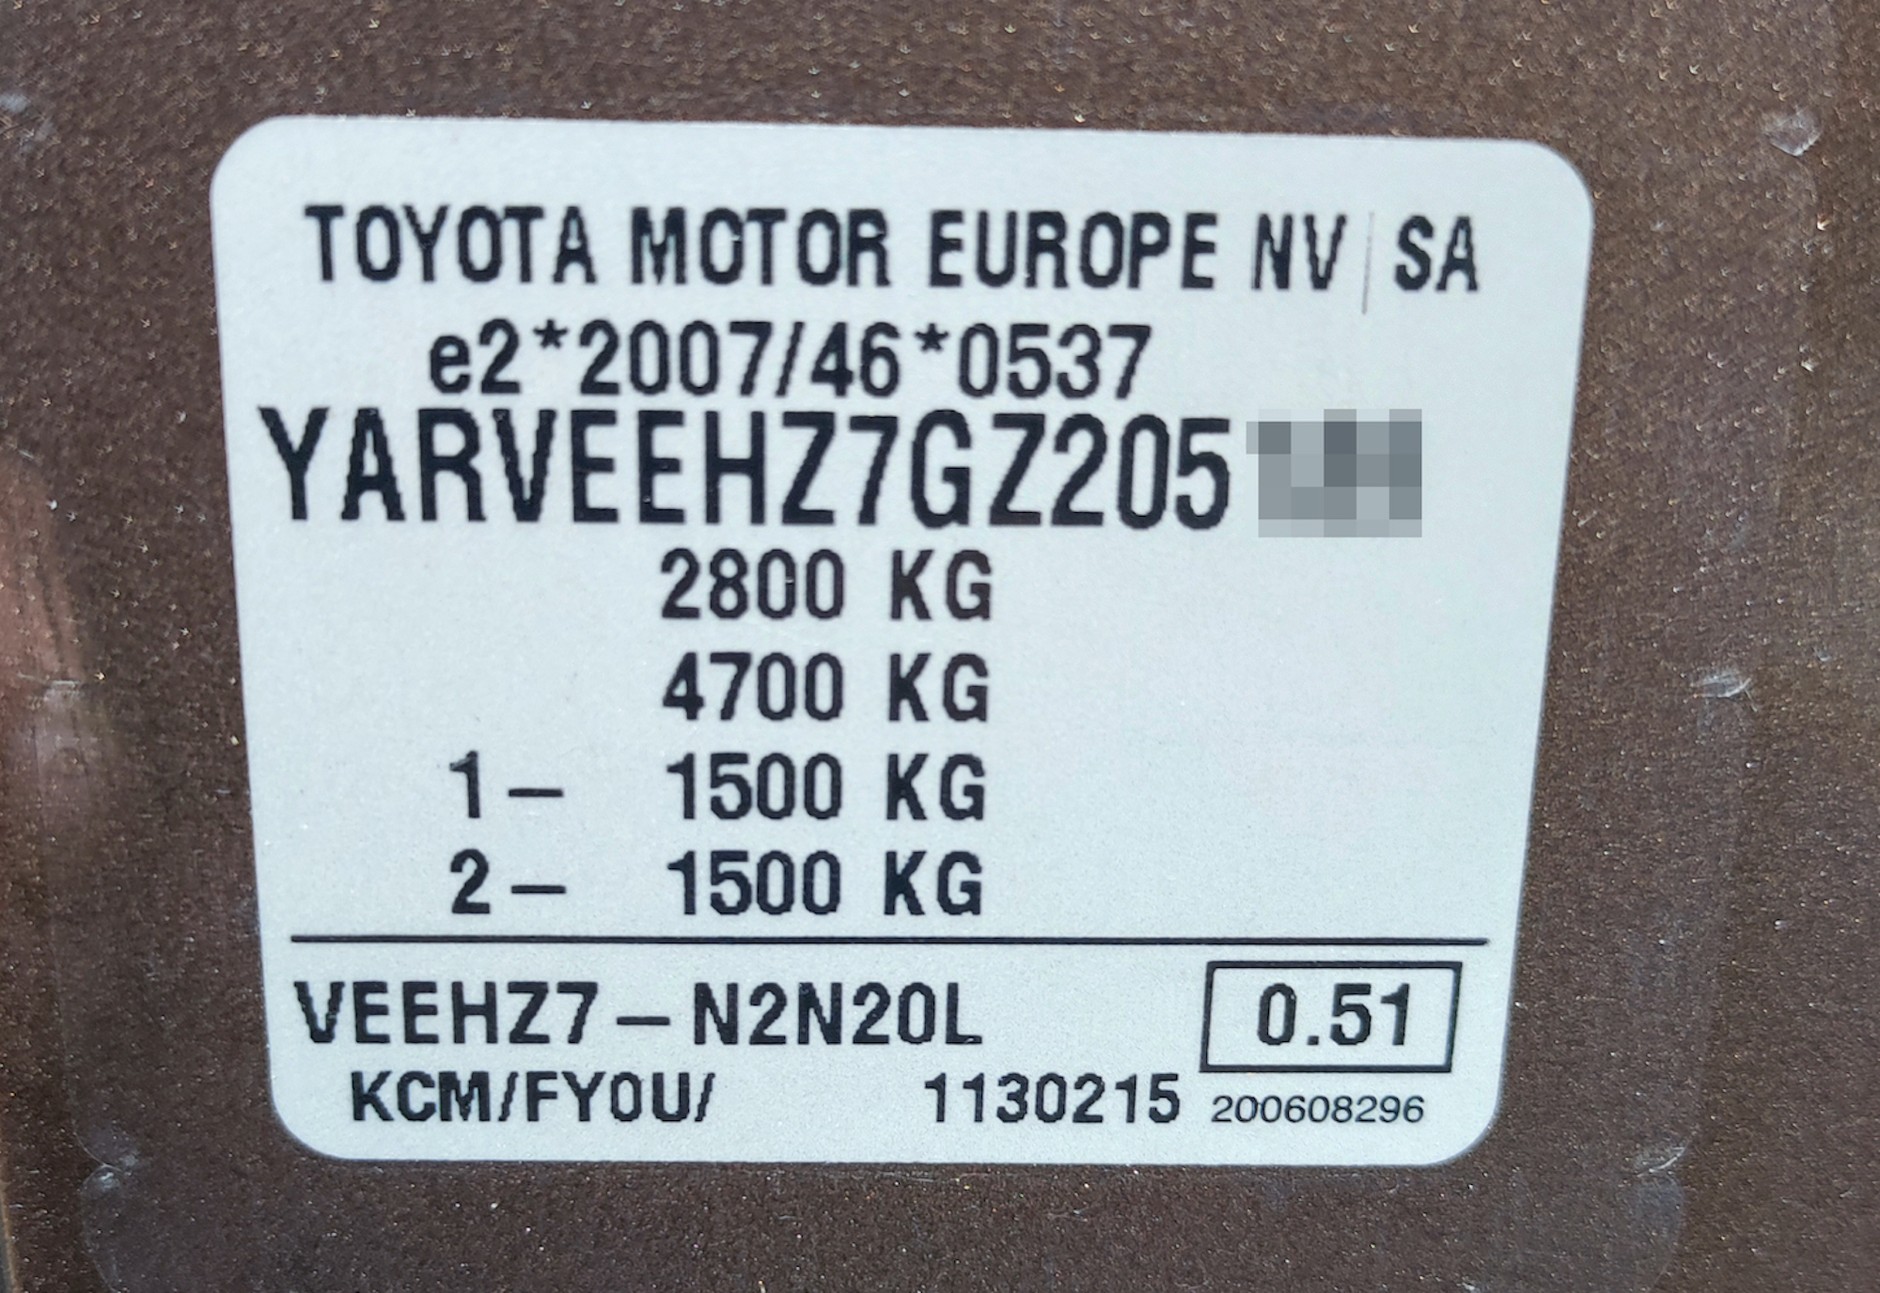 TOYOTA MOTOR EUROPE NV SA
e2*2007/46*0537
YARVEEHZ7GZ205
2800 KG
4700 KG
1- 1500 KG
2- 1500 KG
VEEHZ7-N2N20L 0.51
KCM/FY0U/ 1130215 200608296